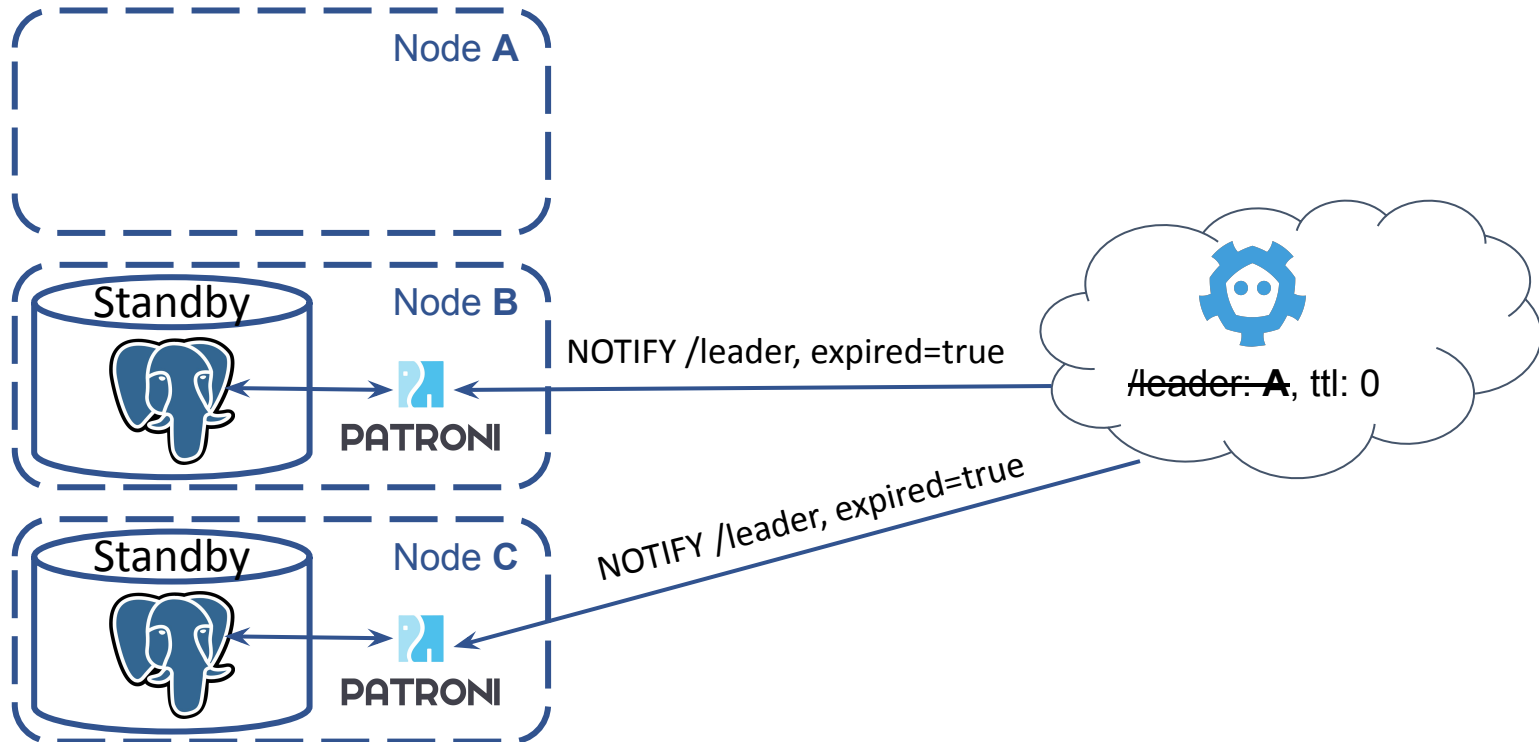 Node A
Standby
Node B
PATRONI
NOTIFY /leader, expired=true
/leader: A, ttl: 0
Standby
Node C
PATRONI
NOTIFY /leader, expired=true